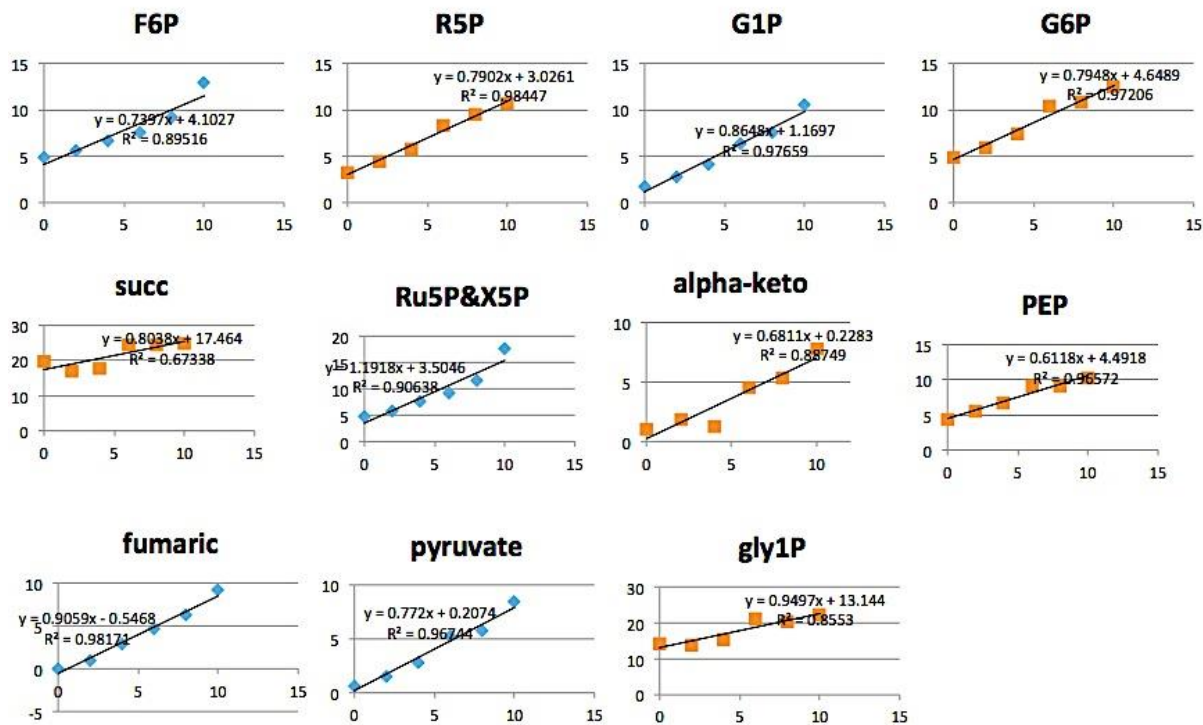 F6P
15
10
5
0
y = 0.7397x + 4.1027
R² = 0.89516
0 5 10 15
R5P
15
10
5
0
y = 0.7902x + 3.0261
R² = 0.98447
0 5 10 15
G1P
15
10
5
0
y = 0.8648x + 1.1697
R² = 0.97659
0 5 10 15
G6P
15
10
5
0
y = 0.7948x + 4.6489
R² = 0.97206
0 5 10 15
succ
30
20
10
0
y = 0.8038x + 17.464
R² = 0.67338
0 5 10 15
Ru5P&X5P
20
15
10
5
0
y = 1.1918x + 3.5046
R² = 0.90638
0 5 10 15
alpha-keto
10
5
0
y = 0.6811x + 0.2283
R² = 0.88749
0 5 10
PEP
15
10
5
0
y = 0.6118x + 4.4918
R² = 0.96572
0 5 10 15
fumaric
10
5
0
-5
y = 0.9059x - 0.5468
R² = 0.98171
0 5 10 15
pyruvate
10
5
0
y = 0.772x + 0.2074
R² = 0.96744
0 5 10 15
gly1P
30
20
10
0
y = 0.9497x + 13.144
R² = 0.8553
0 5 10 15